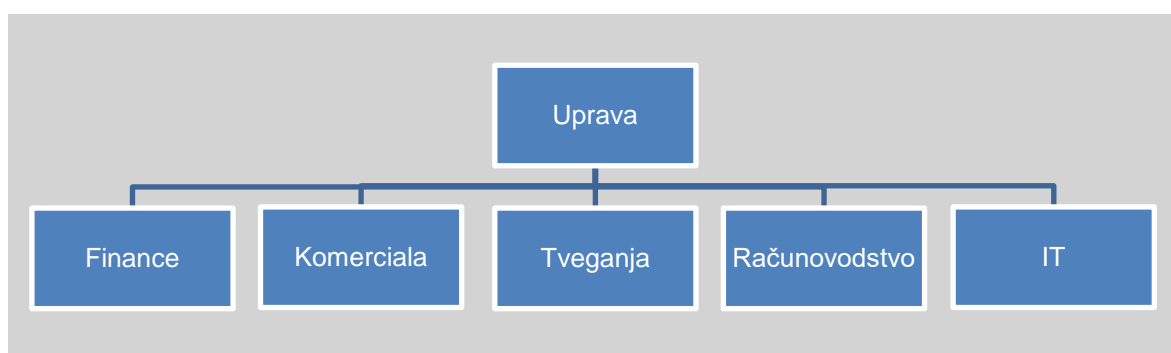 Uprava
Finance
Komerciala
Tveganja
Računovodstvo
IT